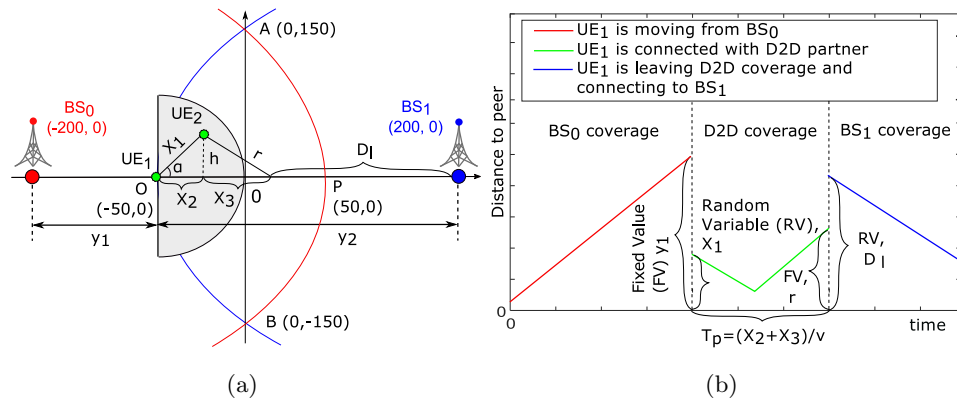 A (0,150)
BS0
(-200, 0)
BS1
(200, 0)
UE2
X1
r
Dl
UE1
a
h
O
X2
X3
0
P
(-50,0)
(50,0)
y1
y2
B (0,-150)
(a)
UE1 is moving from BS0
UE1 is connected with D2D partner
UE1 is leaving D2D coverage and
connecting to BS1
BS0 coverage
D2D coverage
BS1 coverage
Distance to peer
Fixed Value
(FV) y1
Random
Variable (RV),
X1
FV,
r
RV,
Dl
0
0
time
Tp=(X2+X3)/v
(b)